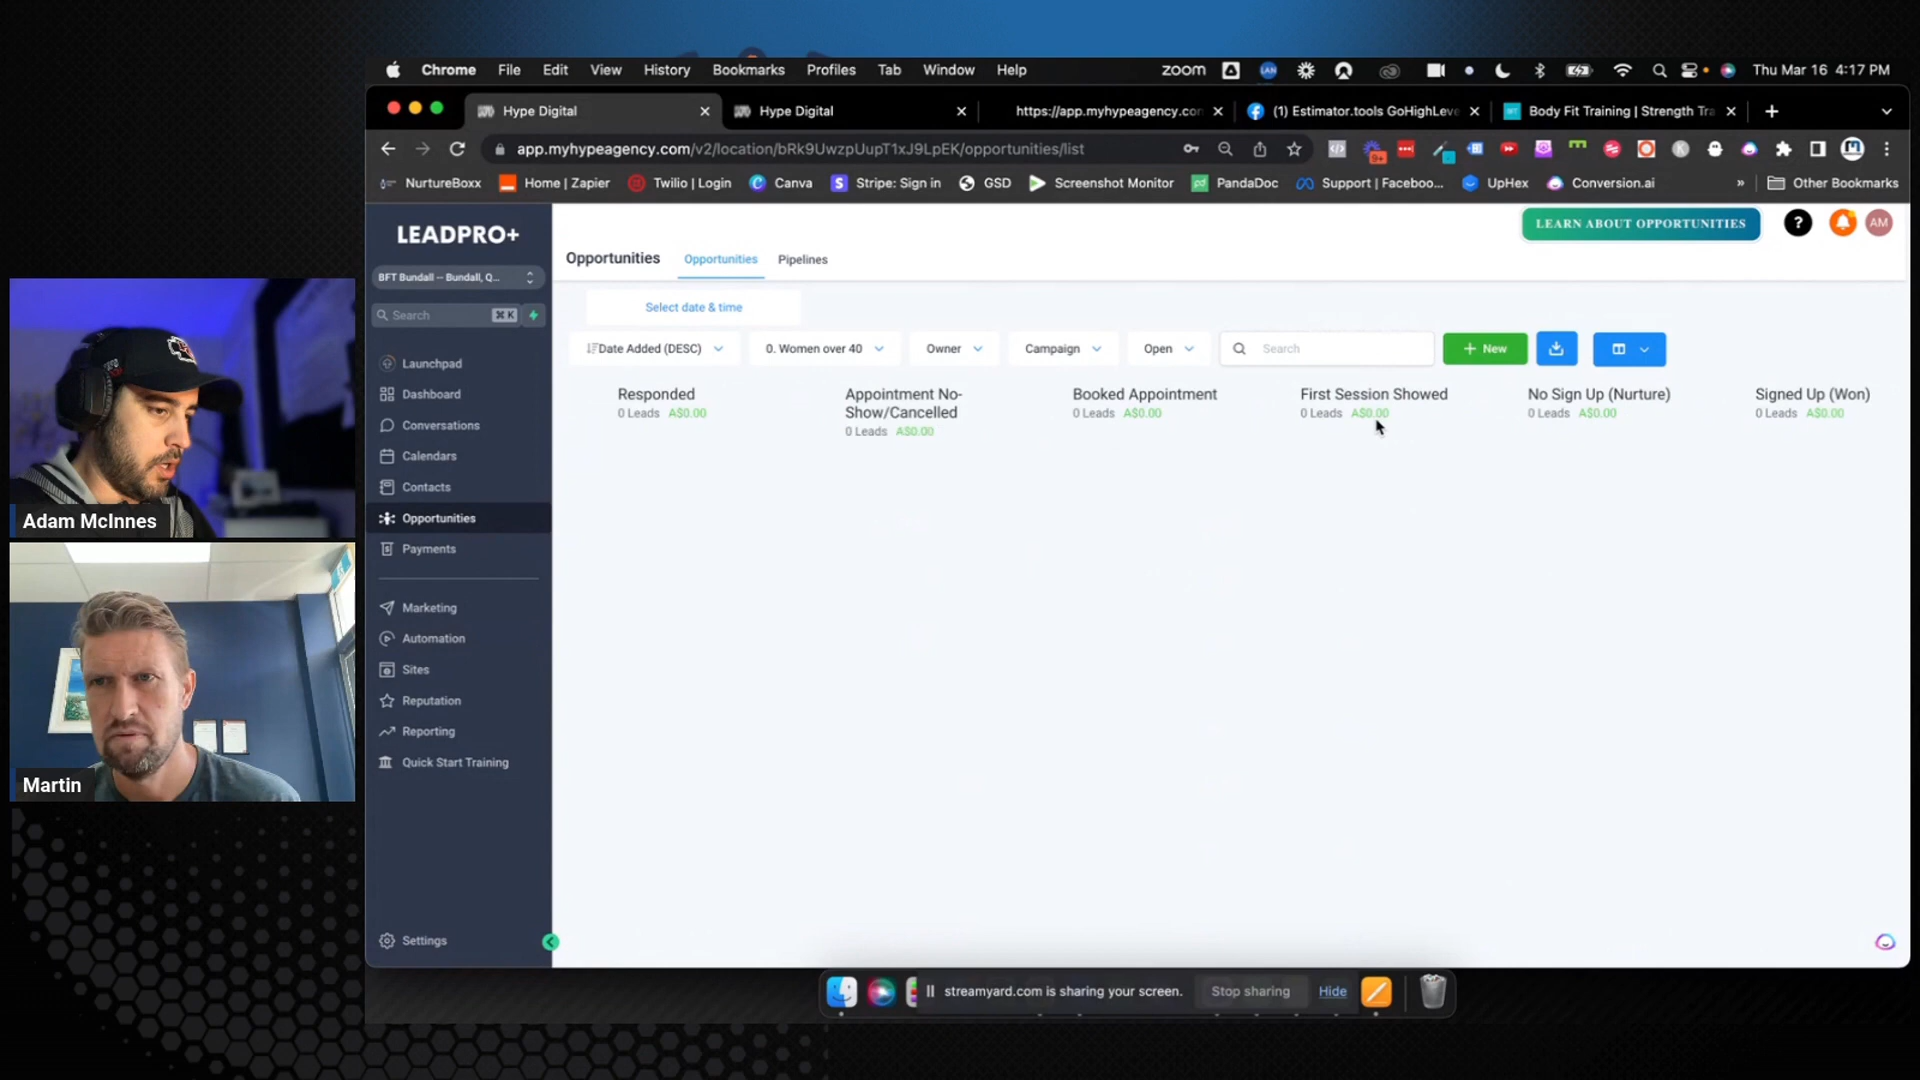 Chrome File Edit View History Bookmarks Profiles Tab Window Help
zoom LAN Thu Mar 16 4:17 PM
Hype Digital
Hype Digital
https://app.myhypeagency.con
(1) Estimator.tools GoHighLeve
Body Fit Training | Strength Tra
app.myhypeagency.com/v2/location/bRk9UwzpUupT1xJ9LpEK/opportunities/list
9+
NurtureBoxx Home | Zapier Twilio | Login Canva Stripe: Sign in GSD Screenshot Monitor PandaDoc Support | Faceboo... UpHex Conversion.ai » Other Bookmarks
LEADPRO+
BFT Bundall -- Bundall, Q...
Search ⌘ K
Launchpad
Dashboard
Conversations
Calendars
Contacts
Opportunities
Payments
Marketing
Automation
Sites
Reputation
Reporting
Quick Start Training
Settings
LEARN ABOUT OPPORTUNITIES
?
AM
Opportunities
Opportunities
Pipelines
Select date & time
Date Added (DESC)
0. Women over 40
Owner
Campaign
Open
Search
+ New
Responded
0 Leads A$0.00
Appointment No-
Show/Cancelled
0 Leads A$0.00
Booked Appointment
0 Leads A$0.00
First Session Showed
0 Leads A$0.00
No Sign Up (Nurture)
0 Leads A$0.00
Signed Up (Won)
0 Leads A$0.00
Adam McInnes
Martin
streamyard.com is sharing your screen.
Stop sharing
Hide